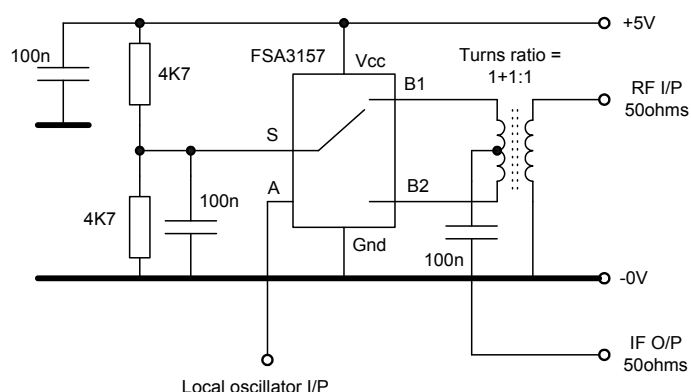 +5V
100n
4K7
FSA3157
Vcc
Turns ratio =
1+1:1
B1
RF I/P
50ohms
S
A
100n
B2
4K7
Gnd
100n
-0V
IF O/P
50ohms
Local oscillator I/P